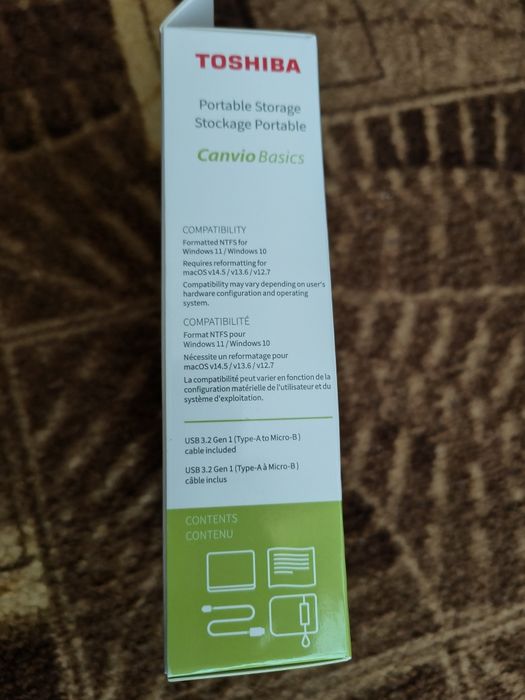 TOSHIBA
Portable Storage
Stockage Portable
Canvio Basics
COMPATIBILITY
Formatted NTFS for
Windows 11 / Windows 10
Requires reformatting for
macOS v14.5 / v13.6 / v12.7
Compatibility may vary depending on user's
hardware configuration and operating
system.
COMPATIBILITÉ
Format NTFS pour
Windows 11 / Windows 10
Nécessite un reformatage pour
macOS v14.5 / v13.6 / v12.7
La compatibilité peut varier en fonction de la
configuration matérielle de l'utilisateur et du
système d'exploitation.
USB 3.2 Gen 1 (Type-A to Micro-B)
cable included
USB 3.2 Gen 1 (Type-A à Micro-B)
câble inclus
CONTENTS
CONTENU